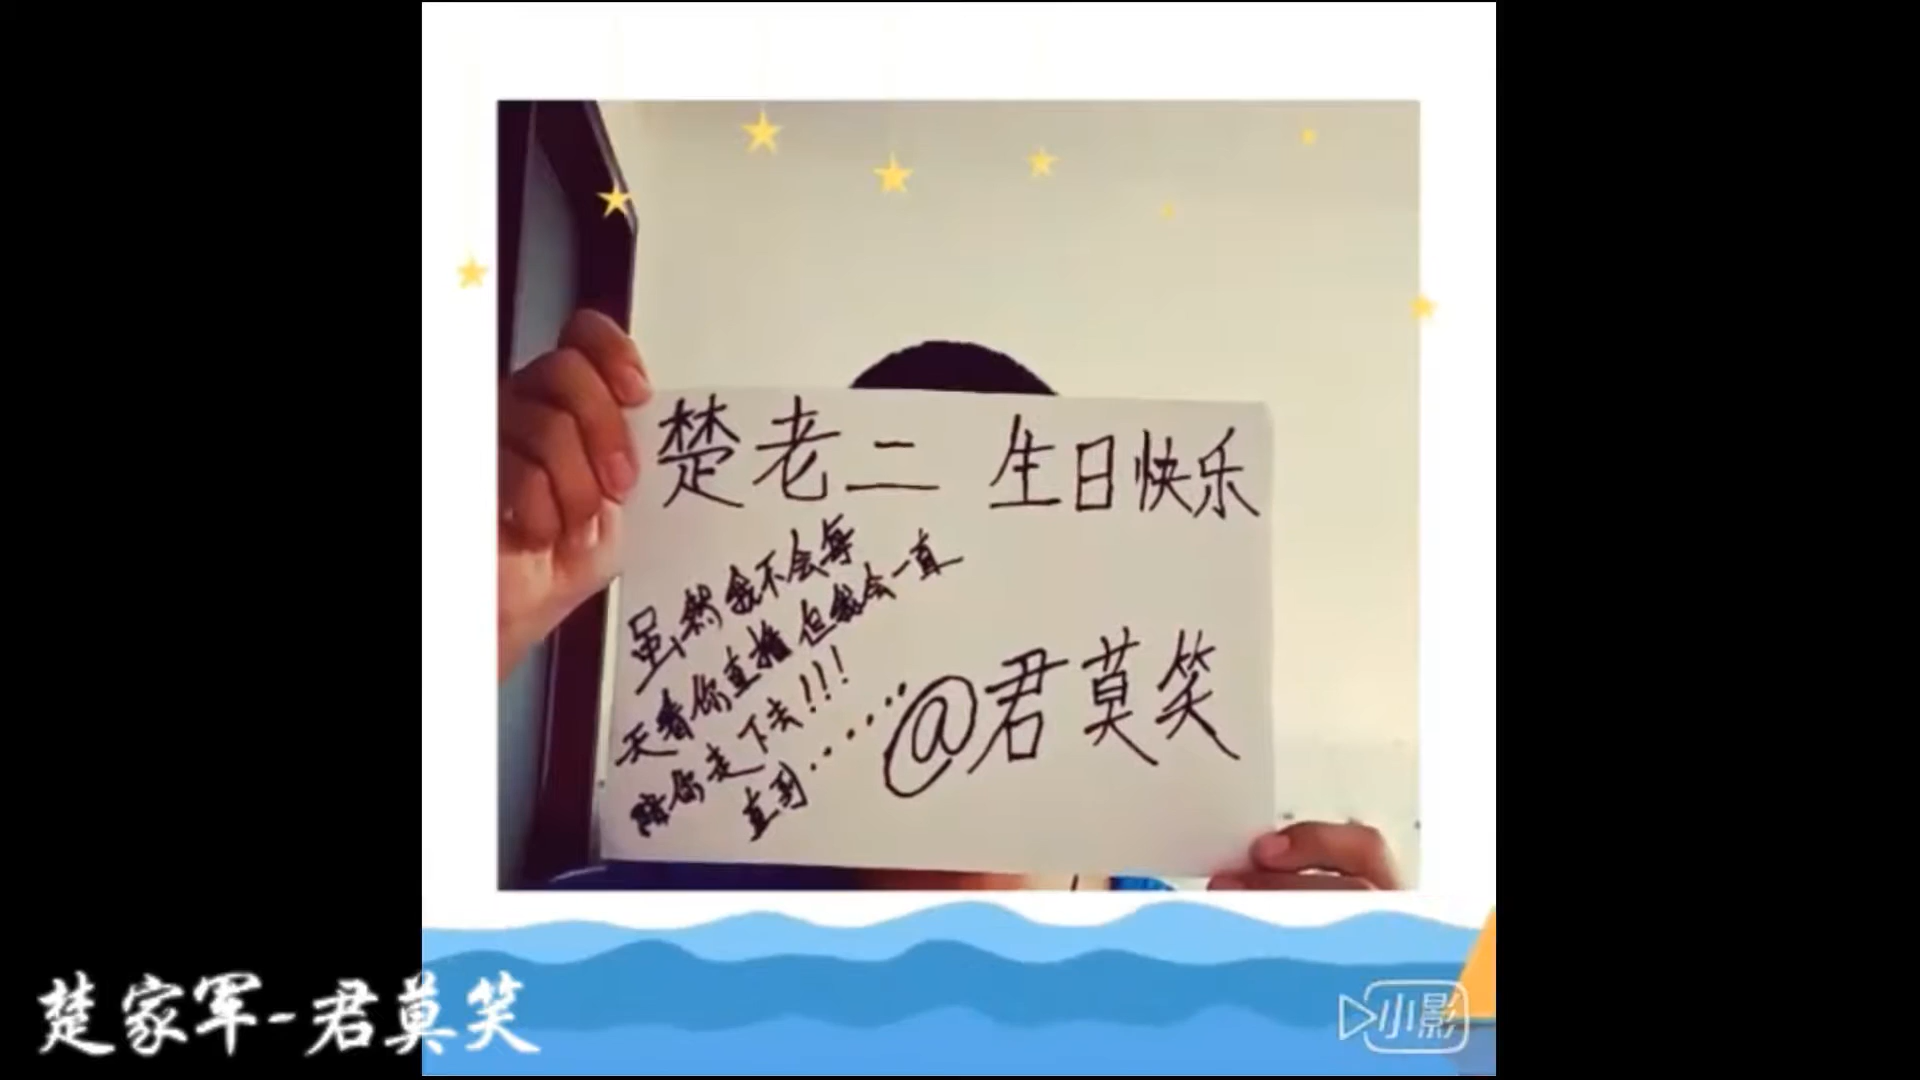 楚老二 生日快乐
虽然我不会每
天看你直播但我会一直
陪你走下去!!!
直到······
@君莫笑
楚家军-君莫笑
小影